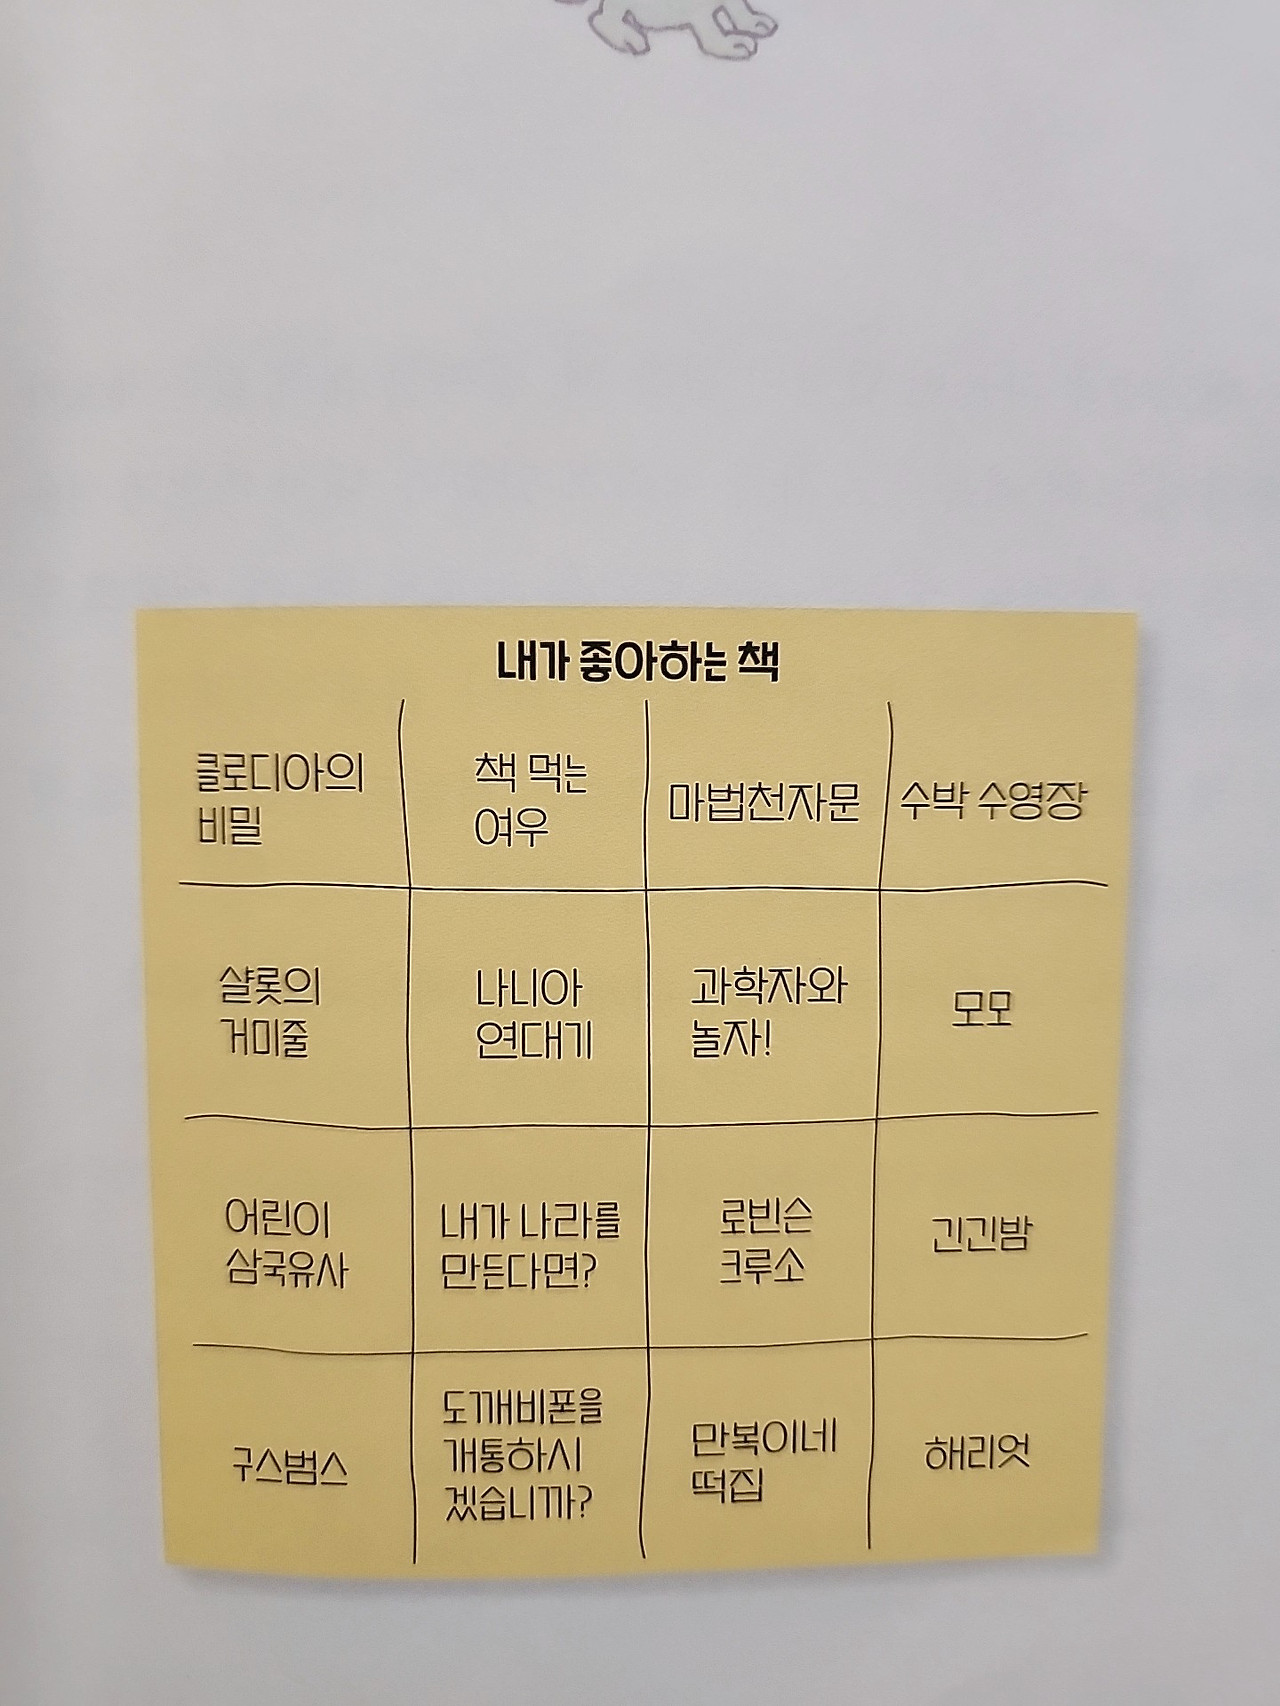 내가 좋아하는 책
클로디아의
비밀
책 먹는
여우
마법천자문
수박 수영장
샬롯의
거미줄
나니아
연대기
과학자와
놀자!
모모
어린이
삼국유사
내가 나라를
만든다면?
로빈슨
크루소
긴긴밤
구스범스
도깨비폰을
개통하시
겠습니까?
만복이네
떡집
해리엇